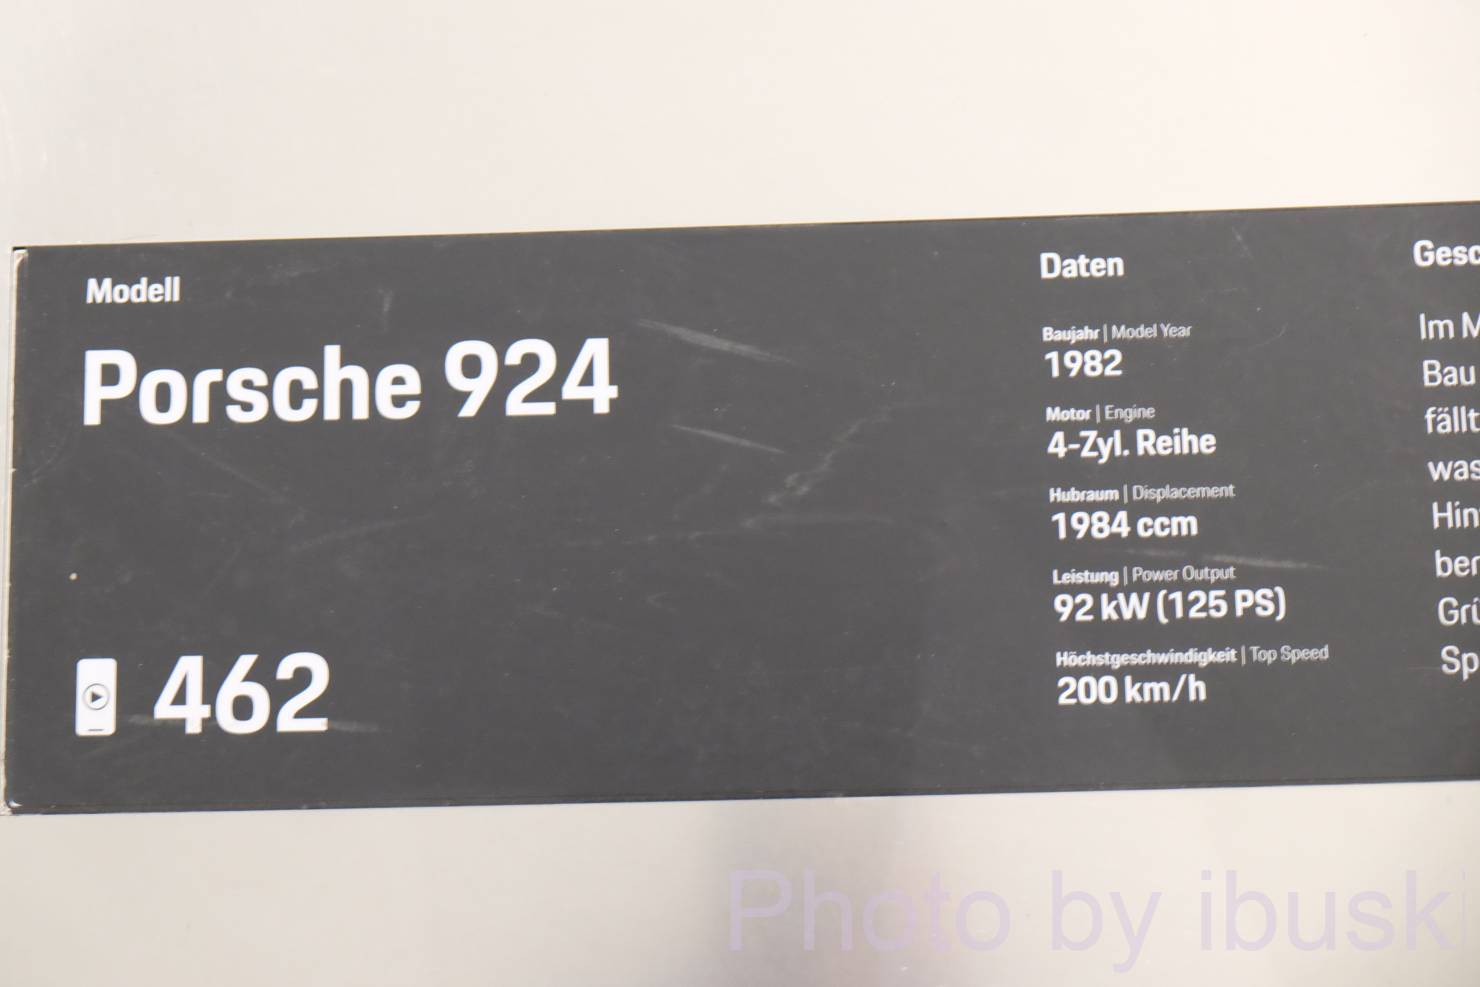 Modell
Porsche 924
462
Daten
Baujahr | Model Year
1982
Motor | Engine
4-Zyl. Reihe
Hubraum | Displacement
1984 ccm
Leistung | Power Output
92 kW (125 PS)
Höchstgeschwindigkeit | Top Speed
200 km/h
Gesc
Im M
Bau
fällt
was
Hin
ber
Grü
Sp
Photo by ibuski